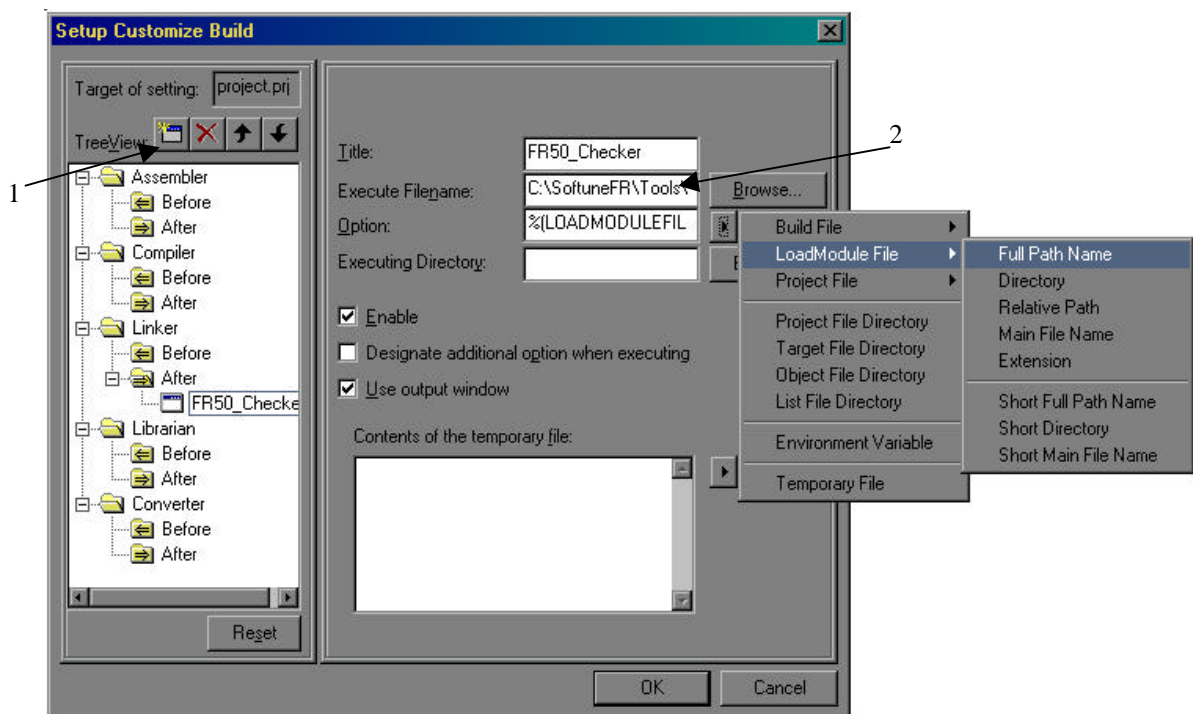 Setup Customize Build
Target of setting: project.prj
TreeView:
1
Assembler
Before
After
Compiler
Before
After
Linker
Before
After
FR50_Checke
Librarian
Before
After
Converter
Before
After
Reset
2
Title: FR50_Checker
Execute Filename: C:\SoftuneFR\Tools\ Browse...
Option: %(LOADMODULEFIL
Executing Directory:
Enable
Designate additional option when executing
Use output window
Contents of the temporary file:
Build File
LoadModule File
Project File
Project File Directory
Target File Directory
Object File Directory
List File Directory
Environment Variable
Temporary File
Full Path Name
Directory
Relative Path
Main File Name
Extension
Short Full Path Name
Short Directory
Short Main File Name
OK Cancel